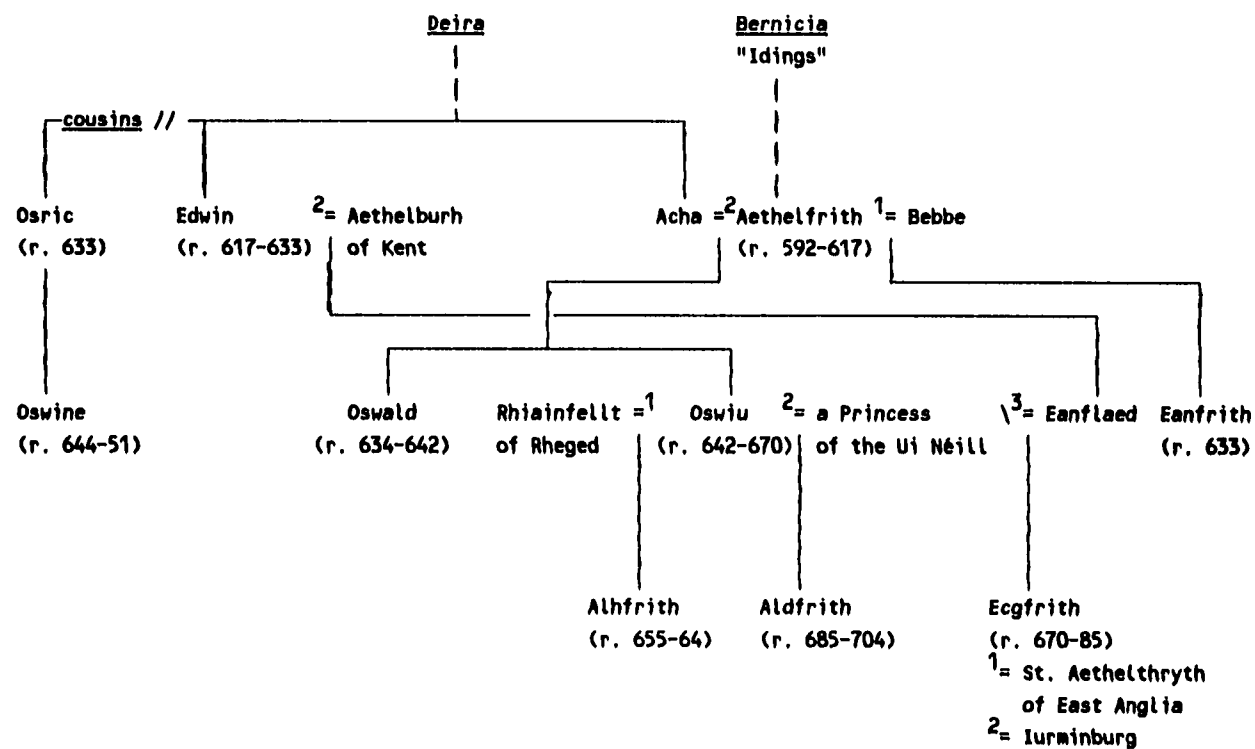 Deira Bernicia
"Idings"
cousins //
Osric Edwin 2= Aethelburh Acha =2 Aethelfrith 1= Bebbe
(r. 633) (r. 617-633) of Kent (r. 592-617)
Oswine Oswald Rhiainfellt =1 Oswiu 2= a Princess \3= Eanflaed Eanfrith
(r. 644-51) (r. 634-642) of Rheged (r. 642-670) of the Ui Néill (r. 633)
Alhfrith Aldfrith Ecgfrith
(r. 655-64) (r. 685-704) (r. 670-85)
1= St. Aethelthryth
of East Anglia
2= Iurminburg